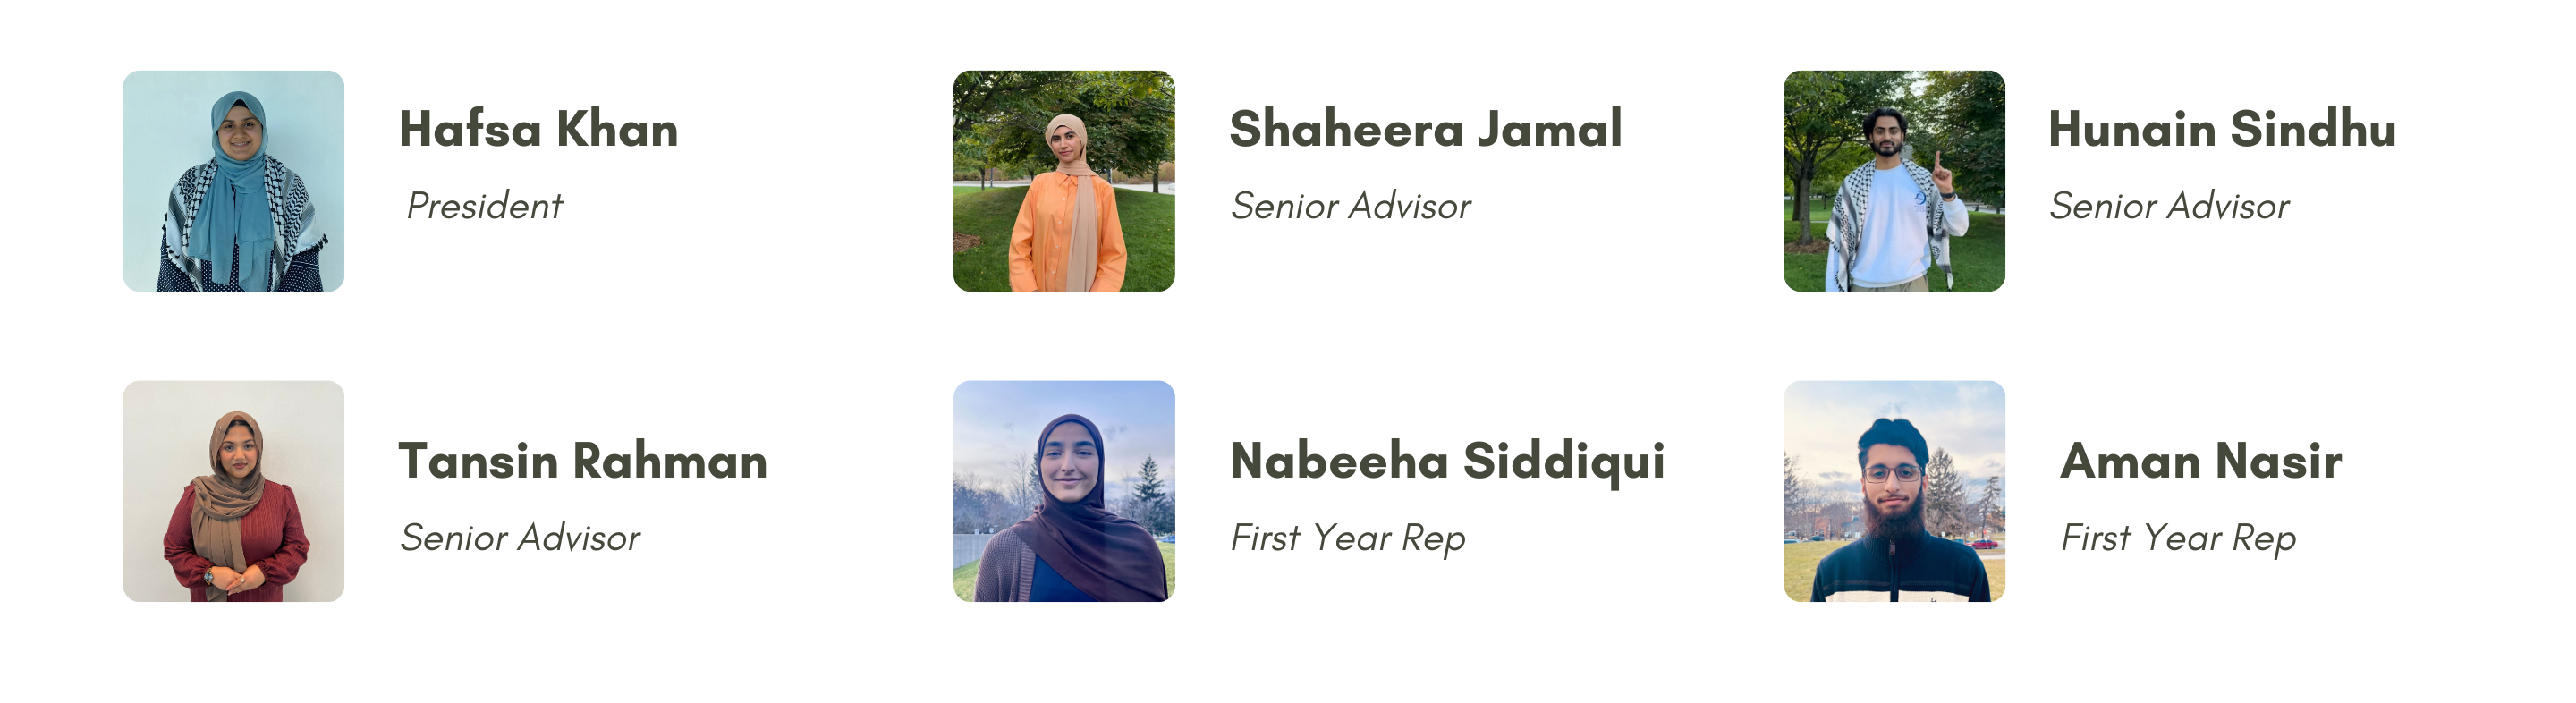 Hafsa Khan
President
Shaheera Jamal
Senior Advisor
Hunain Sindhu
Senior Advisor
Tansin Rahman
Senior Advisor
Nabeeha Siddiqui
First Year Rep
Aman Nasir
First Year Rep